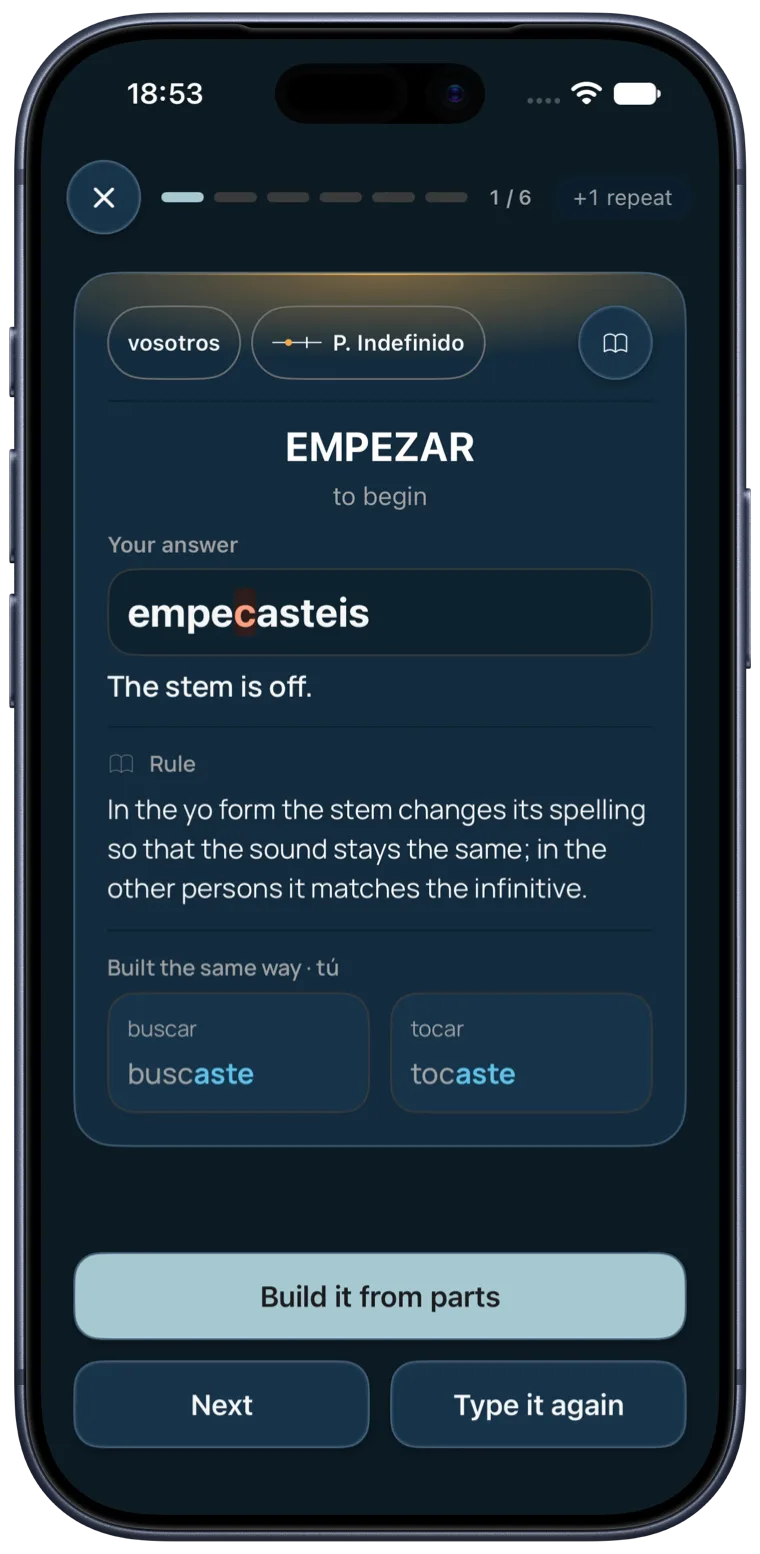 18:53
1 / 6
+1 repeat
vosotros
P. Indefinido
EMPEZAR
to begin
Your answer
empecasteis
The stem is off.
Rule
In the yo form the stem changes its spelling
so that the sound stays the same; in the
other persons it matches the infinitive.
Built the same way · tú
buscar
tocar
buscaste
tocaste
Build it from parts
Next
Type it again